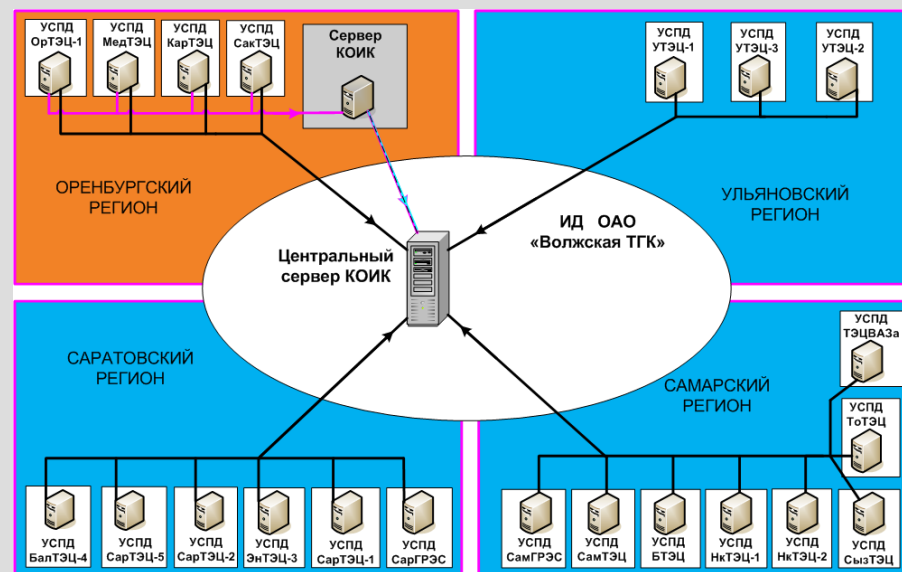 УСПД
ОрТЭЦ-1
УСПД
МедТЭЦ
УСПД
КарТЭЦ
УСПД
СакТЭЦ
Сервер
КОИК
УСПД
УТЭЦ-1
УСПД
УТЭЦ-3
УСПД
УТЭЦ-2
ОРЕНБУРГСКИЙ
РЕГИОН
УЛЬЯНОВСКИЙ
РЕГИОН
ИД ОАО
«Волжская ТГК»
Центральный
сервер КОИК
САРАТОВСКИЙ
РЕГИОН
САМАРСКИЙ
РЕГИОН
УСПД
ТЭЦВАЗа
УСПД
ТоТЭЦ
УСПД
БалТЭЦ-4
УСПД
СарТЭЦ-5
УСПД
СарТЭЦ-2
УСПД
ЭнТЭЦ-3
УСПД
СарТЭЦ-1
УСПД
СарГРЭС
УСПД
СамГРЭС
УСПД
СамТЭЦ
УСПД
БТЭЦ
УСПД
НкТЭЦ-1
УСПД
НкТЭЦ-2
УСПД
СызТЭЦ